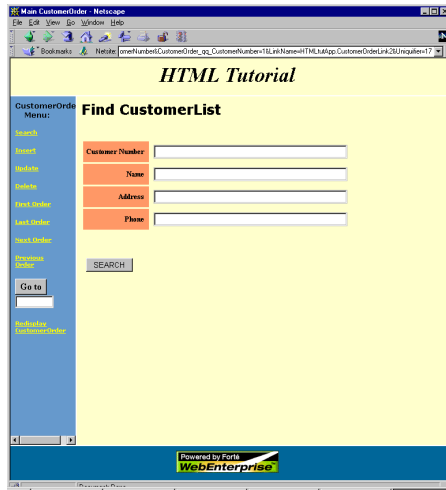 Main CustomerOrder - Netscape
File Edit View Go Window Help
Bookmarks Netsite: omerNumber&CustomerOrder_qq_CustomerNumber=1&LinkName=HTMLtutApp.CustomerOrderLink2&Uniquifier=17
HTML Tutorial
CustomerOrde
Menu:
Search
Insert
Update
Delete
First Order
Last Order
Next Order
Previous
Order
Go to
Redisplay
CustomerOrder
Find CustomerList
Customer Number
Name
Address
Phone
SEARCH
Powered by Forté
WebEnterprise